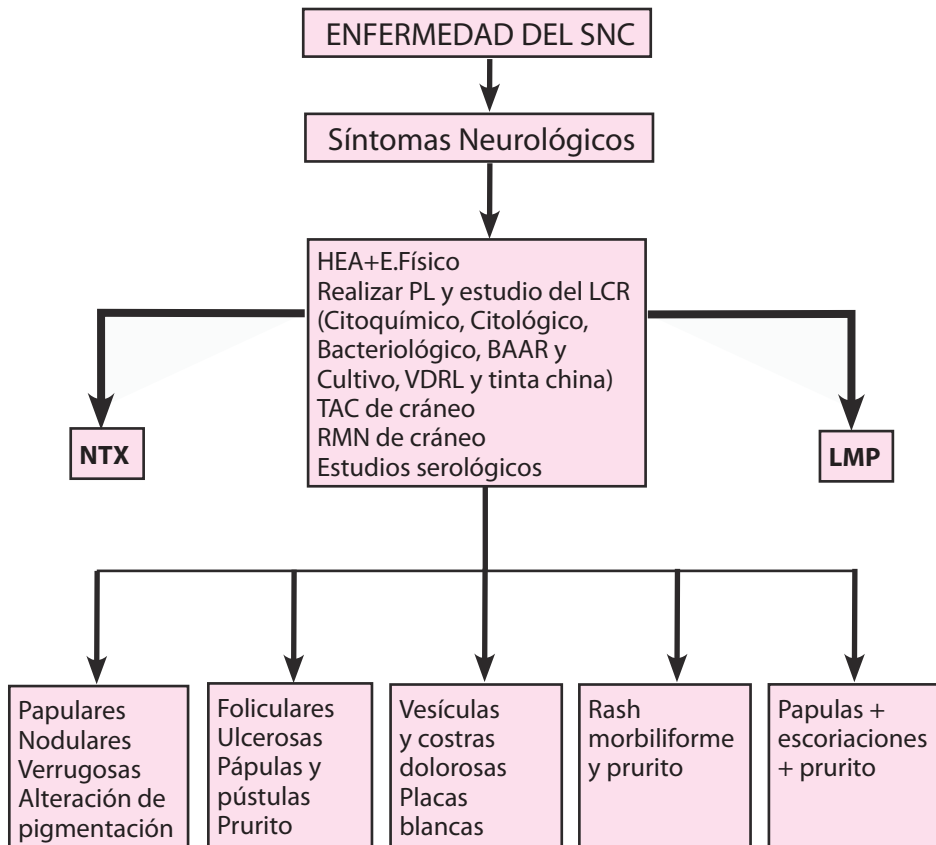 ENFERMEDAD DEL SNC
Síntomas Neurológicos
HEA+E.Físico
Realizar PL y estudio del LCR
(Citoquímico, Citológico,
Bacteriológico, BAAR y
Cultivo, VDRL y tinta china)
TAC de cráneo
RMN de cráneo
Estudios serológicos
NTX
LMP
Papulares
Nodulares
Verrugosas
Alteración de
pigmentación
Foliculares
Ulcerosas
Pápulas y
pústulas
Prurito
Vesículas
y costras
dolorosas
Placas
blancas
Rash
morbiliforme
y prurito
Papulas +
escoriaciones
+ prurito